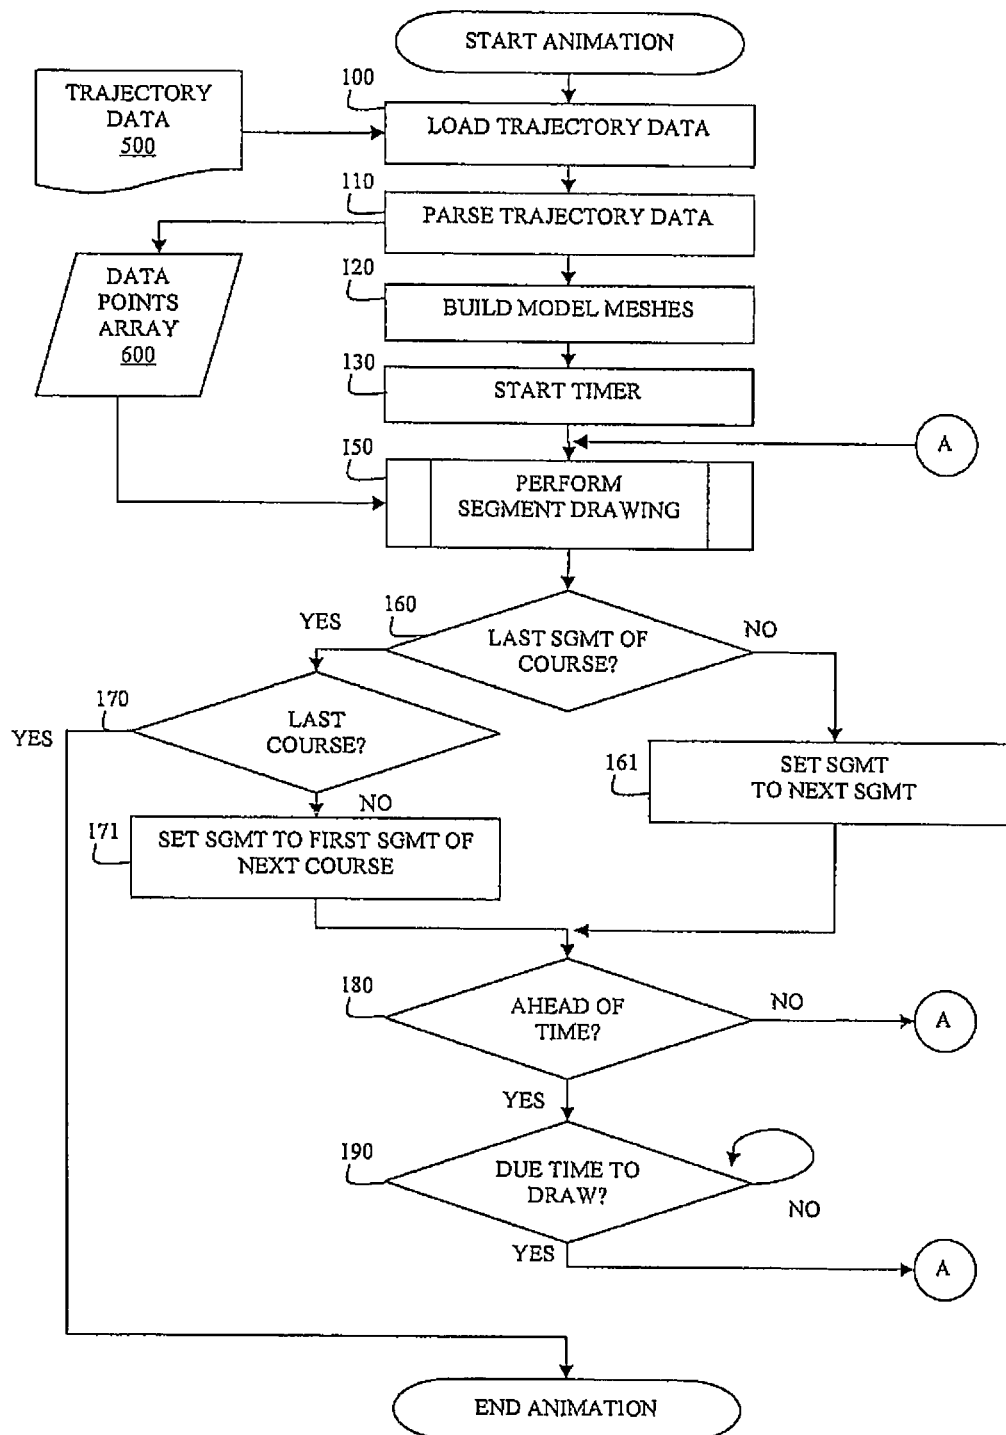 START ANIMATION
100
TRAJECTORY
DATA
500
LOAD TRAJECTORY DATA
110
PARSE TRAJECTORY DATA
DATA
POINTS
ARRAY
600
120
BUILD MODEL MESHES
130
START TIMER
A
150
PERFORM
SEGMENT DRAWING
160
YES
LAST SGMT OF
COURSE?
NO
170
YES
LAST
COURSE?
NO
161
SET SGMT
TO NEXT SGMT
171
SET SGMT TO FIRST SGMT OF
NEXT COURSE
180
AHEAD OF
TIME?
NO
A
YES
190
DUE TIME TO
DRAW?
NO
YES
A
END ANIMATION